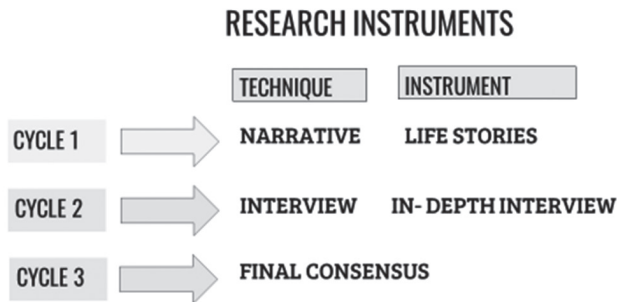 RESEARCH INSTRUMENTS
TECHNIQUE INSTRUMENT
CYCLE 1 NARRATIVE LIFE STORIES
CYCLE 2 INTERVIEW IN- DEPTH INTERVIEW
CYCLE 3 FINAL CONSENSUS